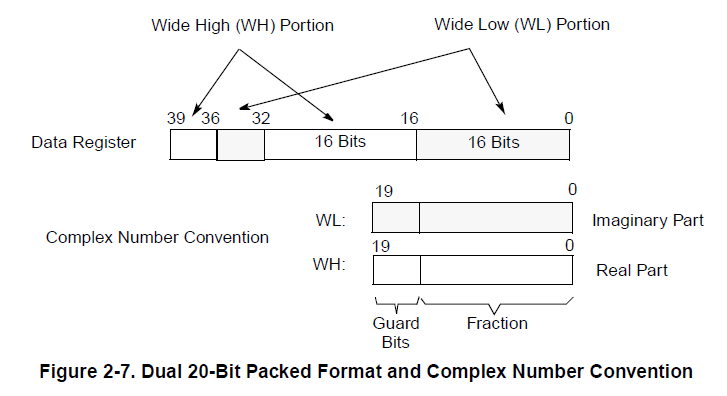 Wide High (WH) Portion Wide Low (WL) Portion
39 36 32 16 0
Data Register 16 Bits 16 Bits
19 0
WL: Imaginary Part
Complex Number Convention
19 0
WH: Real Part
Guard Fraction
Bits
Figure 2-7. Dual 20-Bit Packed Format and Complex Number Convention